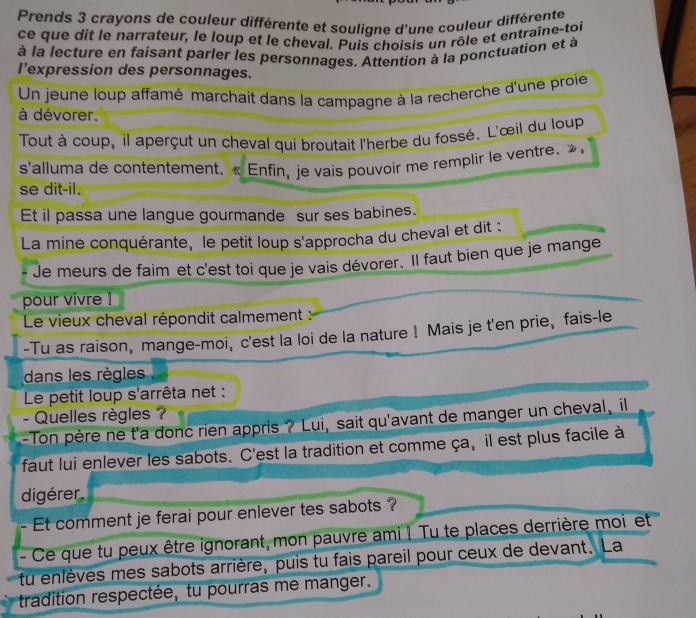 Prends 3 crayons de couleur différente et souligne d'une couleur différente
ce que dit le narrateur, le loup et le cheval. Puis choisis un rôle et entraîne-toi
à la lecture en faisant parler les personnages. Attention à la ponctuation et à
l'expression des personnages.
Un jeune loup affamé marchait dans la campagne à la recherche d'une proie
à dévorer.
Tout à coup, il aperçut un cheval qui broutait l'herbe du fossé. L'œil du loup
s'alluma de contentement. « Enfin, je vais pouvoir me remplir le ventre. »,
se dit-il.
Et il passa une langue gourmande sur ses babines.
La mine conquérante, le petit loup s'approcha du cheval et dit :
- Je meurs de faim et c'est toi que je vais dévorer. Il faut bien que je mange
pour vivre !
Le vieux cheval répondit calmement :
-Tu as raison, mange-moi, c'est la loi de la nature ! Mais je t'en prie, fais-le
dans les règles .
Le petit loup s'arrêta net :
- Quelles règles ?
-Ton père ne t'a donc rien appris ? Lui, sait qu'avant de manger un cheval, il
faut lui enlever les sabots. C'est la tradition et comme ça, il est plus facile à
digérer.
- Et comment je ferai pour enlever tes sabots ?
- Ce que tu peux être ignorant, mon pauvre ami ! Tu te places derrière moi et
tu enlèves mes sabots arrière, puis tu fais pareil pour ceux de devant. La
tradition respectée, tu pourras me manger.